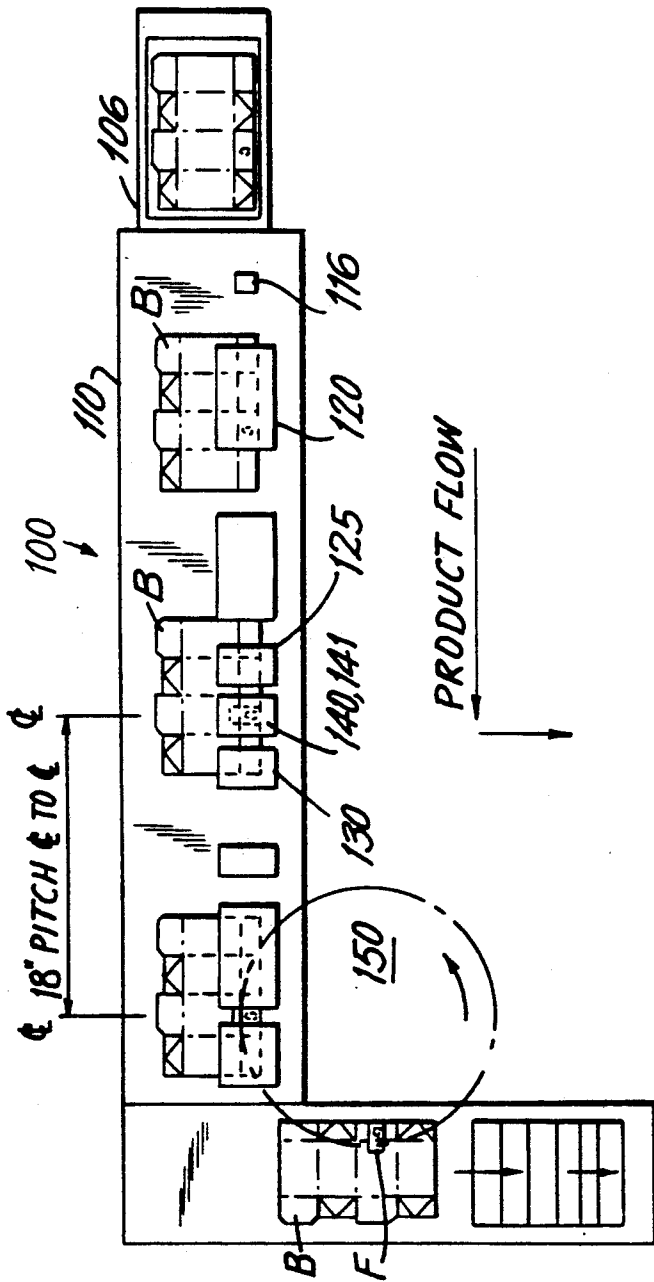 106
110
B
116
100
120
B
125
℄ 18" PITCH ℄ TO ℄
140,141
130
PRODUCT FLOW
150
B
F